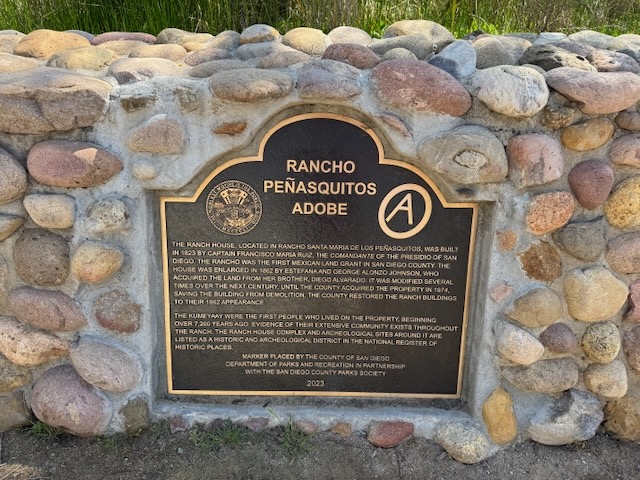 RANCHO
PEÑASQUITOS
ADOBE
A
THE RANCH HOUSE, LOCATED IN RANCHO SANTA MARIA DE LOS PEÑASQUITOS, WAS BUILT
IN 1823 BY CAPTAIN FRANCISCO MARIA RUIZ, THE COMANDANTE OF THE PRESIDIO OF SAN
DIEGO. THE RANCHO WAS THE FIRST MEXICAN LAND GRANT IN SAN DIEGO COUNTY. THE
HOUSE WAS ENLARGED IN 1862 BY ESTEFANA AND GEORGE ALONZO JOHNSON, WHO
ACQUIRED THE LAND FROM HER BROTHER, DIEGO ALVARADO. IT WAS MODIFIED SEVERAL
TIMES OVER THE NEXT CENTURY, UNTIL THE COUNTY ACQUIRED THE PROPERTY IN 1974,
SAVING THE BUILDING FROM DEMOLITION. THE COUNTY RESTORED THE RANCH BUILDINGS
TO THEIR 1862 APPEARANCE
THE KUMEYAAY WERE THE FIRST PEOPLE WHO LIVED ON THE PROPERTY, BEGINNING
OVER 7,200 YEARS AGO. EVIDENCE OF THEIR EXTENSIVE COMMUNITY EXISTS THROUGHOUT
THE RANCH. THE RANCH HOUSE COMPLEX AND ARCHEOLOGICAL SITES AROUND IT ARE
LISTED AS A HISTORIC AND ARCHEOLOGICAL DISTRICT IN THE NATIONAL REGISTER OF
HISTORIC PLACES.
MARKER PLACED BY THE COUNTY OF SAN DIEGO
DEPARTMENT OF PARKS AND RECREATION IN PARTNERSHIP
WITH THE SAN DIEGO COUNTY PARKS SOCIETY
2023